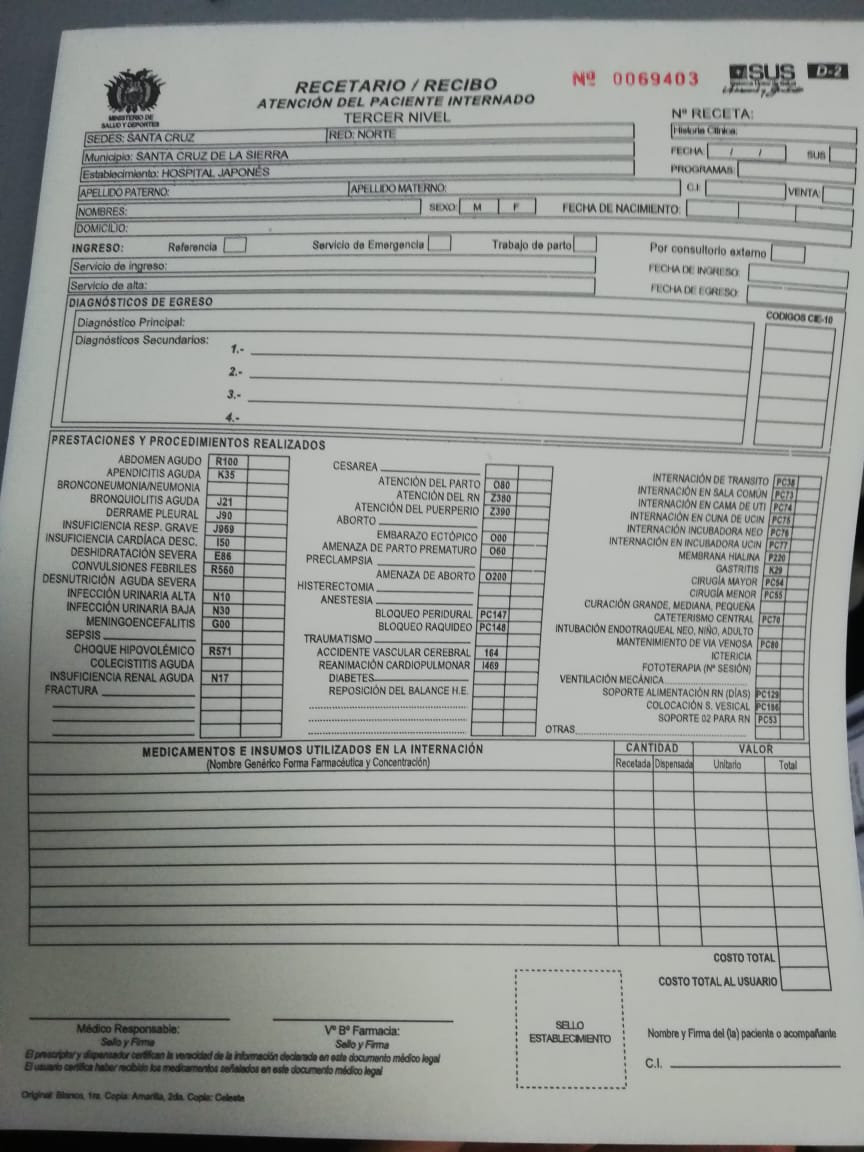 MINISTERIO DE
SALUD Y DEPORTES
RECETARIO / RECIBO
ATENCIÓN DEL PACIENTE INTERNADO
TERCER NIVEL
Nº 0069403
SUS D-2
Nº RECETA:
Historia Clínica:
SEDES: SANTA CRUZ RED: NORTE
FECHA: / / SUS
Municipio: SANTA CRUZ DE LA SIERRA
PROGRAMAS:
Establecimiento: HOSPITAL JAPONÉS
APELLIDO PATERNO: APELLIDO MATERNO: C.I: VENTA:
NOMBRES: SEXO: M F FECHA DE NACIMIENTO:
DOMICILIO:
INGRESO: Referencia Servicio de Emergencia Trabajo de parto Por consultorio externo
Servicio de ingreso: FECHA DE INGRESO:
Servicio de alta: FECHA DE EGRESO:
DIAGNÓSTICOS DE EGRESO
Diagnóstico Principal: CODIGOS CIE-10
Diagnósticos Secundarios:
1.-
2.-
3.-
4.-
PRESTACIONES Y PROCEDIMIENTOS REALIZADOS
ABDOMEN AGUDO R100
APENDICITIS AGUDA K35
BRONCONEUMONIA/NEUMONIA
BRONQUIOLITIS AGUDA J21
DERRAME PLEURAL J90
INSUFICIENCIA RESP. GRAVE J969
INSUFICIENCIA CARDÍACA DESC. I50
DESHIDRATACIÓN SEVERA E86
CONVULSIONES FEBRILES R560
DESNUTRICIÓN AGUDA SEVERA
INFECCIÓN URINARIA ALTA N10
INFECCIÓN URINARIA BAJA N30
MENINGOENCEFALITIS G00
SEPSIS
CHOQUE HIPOVOLÉMICO R571
COLECISTITIS AGUDA
INSUFICIENCIA RENAL AGUDA N17
FRACTURA
CESAREA
ATENCIÓN DEL PARTO O80
ATENCIÓN DEL RN Z380
ATENCIÓN DEL PUERPERIO Z390
ABORTO
EMBARAZO ECTÓPICO O00
AMENAZA DE PARTO PREMATURO O60
PRECLAMPSIA
AMENAZA DE ABORTO O200
HISTERECTOMIA
ANESTESIA
BLOQUEO PERIDURAL PC147
BLOQUEO RAQUIDEO PC148
TRAUMATISMO
ACCIDENTE VASCULAR CEREBRAL 164
REANIMACIÓN CARDIOPULMONAR I469
DIABETES
REPOSICIÓN DEL BALANCE H.E.
INTERNACIÓN DE TRANSITO PC38
INTERNACIÓN EN SALA COMÚN PC73
INTERNACIÓN EN CAMA DE UTI PC74
INTERNACIÓN EN CUNA DE UCIN PC75
INTERNACIÓN INCUBADORA NEO PC76
INTERNACIÓN EN INCUBADORA UCIN PC77
MEMBRANA HIALINA P220
GASTRITIS K29
CIRUGÍA MAYOR PC54
CIRUGÍA MENOR PC55
CURACIÓN GRANDE, MEDIANA, PEQUEÑA
CATETERISMO CENTRAL PC70
INTUBACIÓN ENDOTRAQUEAL NEO, NIÑO, ADULTO
MANTENIMIENTO DE VIA VENOSA PC80
ICTERICIA
FOTOTERAPIA (Nº SESIÓN)
VENTILACIÓN MECÁNICA
SOPORTE ALIMENTACIÓN RN (DÍAS) PC129
COLOCACIÓN S. VESICAL PC186
SOPORTE 02 PARA RN PC53
OTRAS
MEDICAMENTOS E INSUMOS UTILIZADOS EN LA INTERNACIÓN CANTIDAD VALOR
(Nombre Genérico Forma Farmacéutica y Concentración) Recetada Dispensada Unitario Total
COSTO TOTAL
COSTO TOTAL AL USUARIO
Médico Responsable:
Sello y Firma
Vº Bº Farmacia:
Sello y Firma
SELLO
ESTABLECIMIENTO
Nombre y Firma del (la) paciente o acompañante
C.I.
El prescriptor y dispensador certifican la veracidad de la información declarada en este documento médico legal
El usuario certifica haber recibido los medicamentos señalados en este documento médico legal
Original: Blanco, 1ra. Copia: Amarilla, 2da. Copia: Celeste